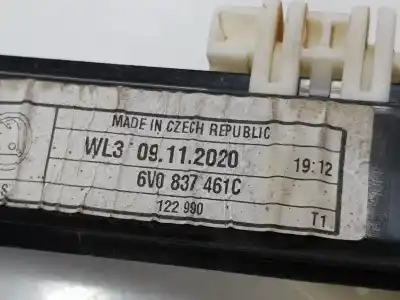 MADE IN CZECH REPUBLIC
WL3 09.11.2020 19:12
6V0 837 461C
122 990 T1